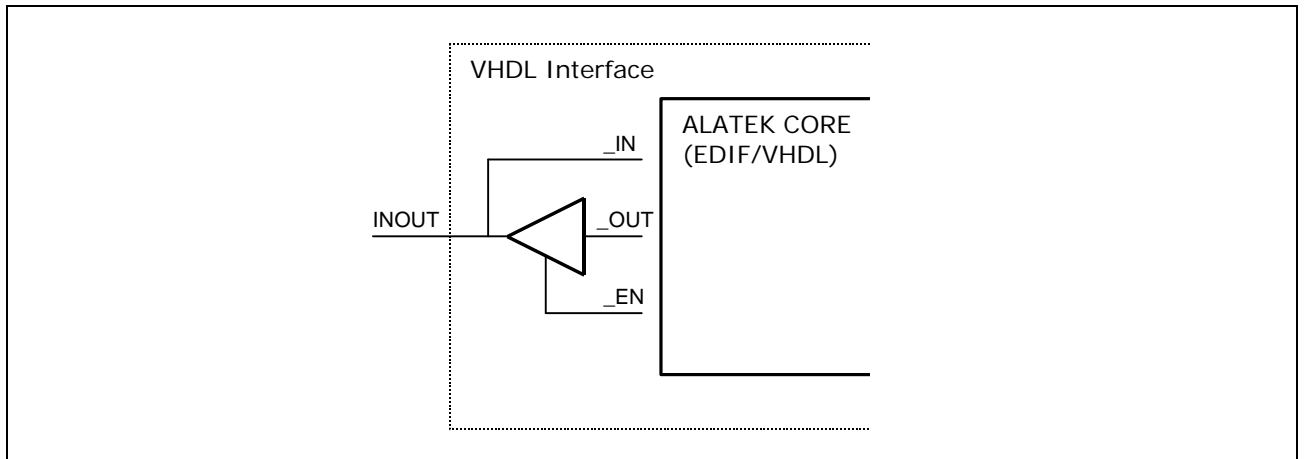 VHDL Interface
ALATEK CORE
(EDIF/VHDL)
_IN
INOUT
_OUT
_EN